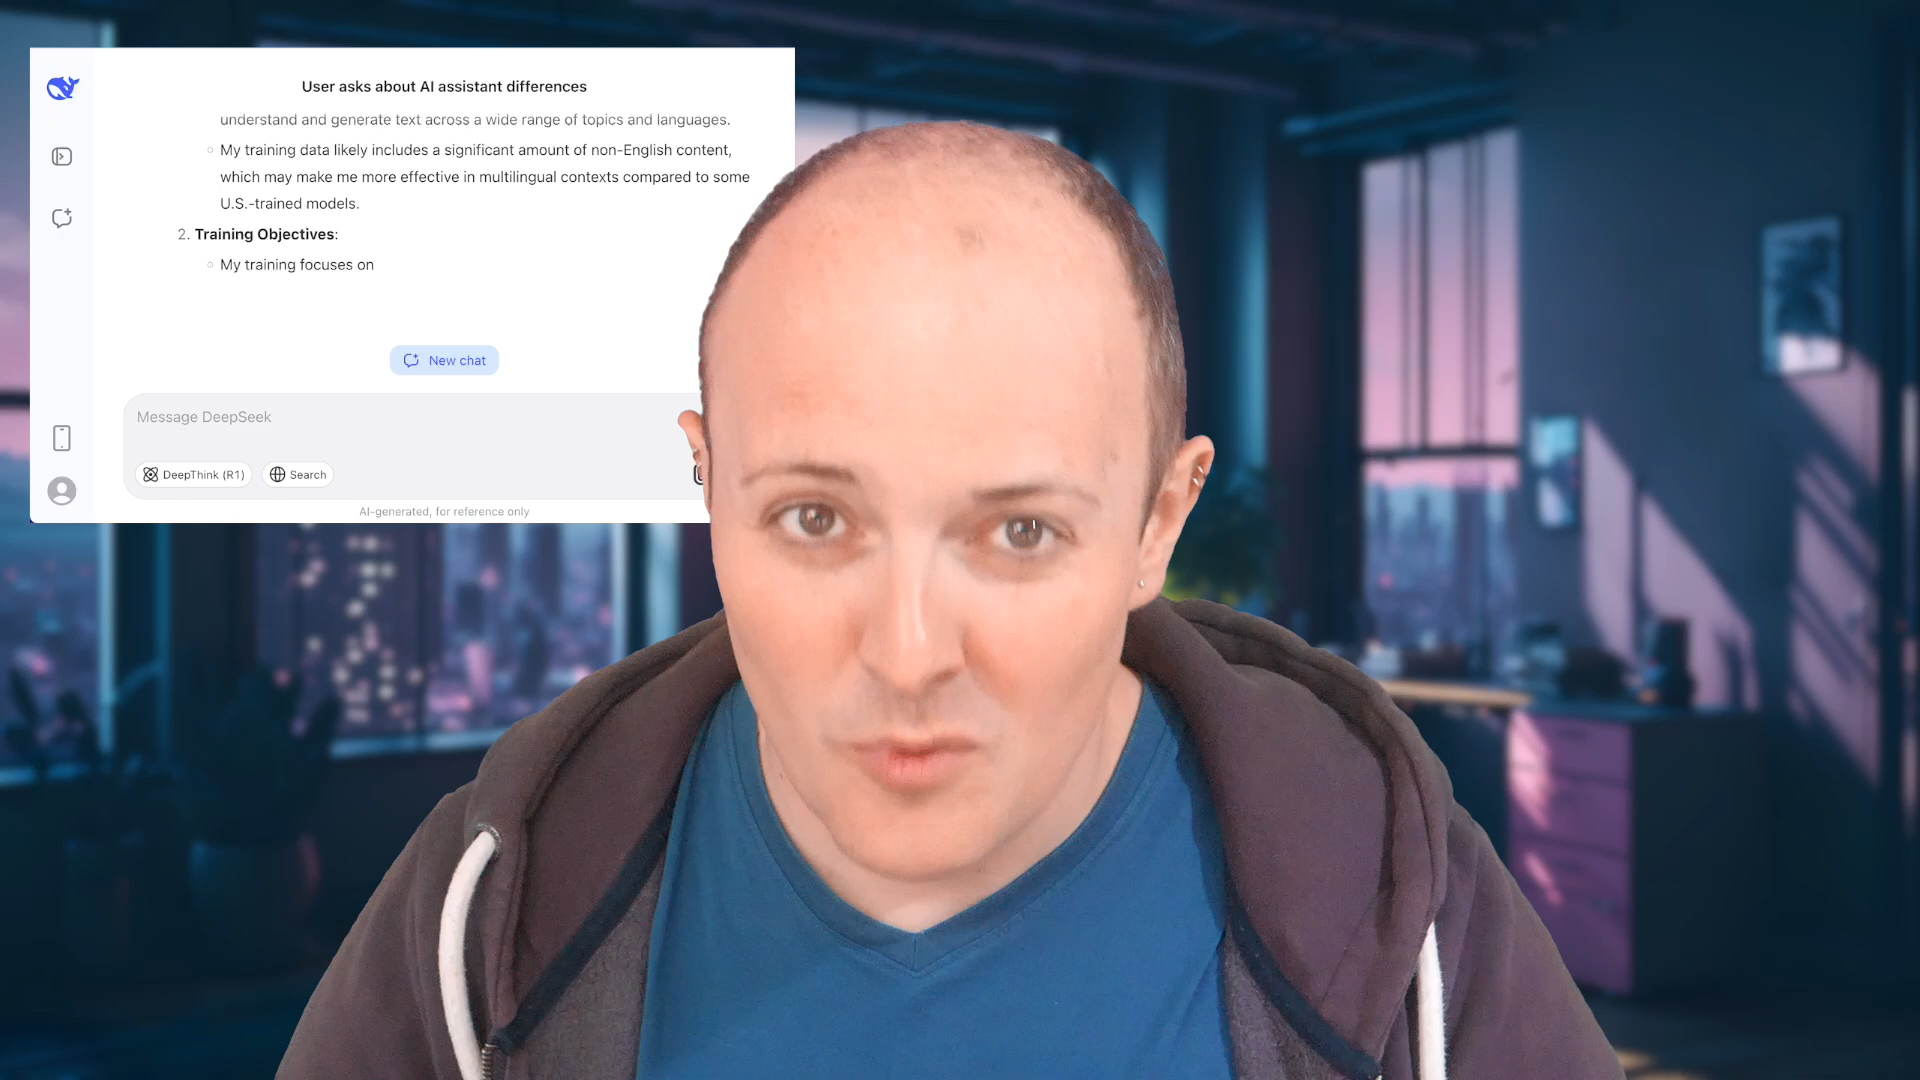 User asks about AI assistant differences
understand and generate text across a wide range of topics and languages.
My training data likely includes a significant amount of non-English content,
which may make me more effective in multilingual contexts compared to some
U.S.-trained models.
2. Training Objectives:
My training focuses on
New chat
Message DeepSeek
DeepThink (R1) Search
AI-generated, for reference only